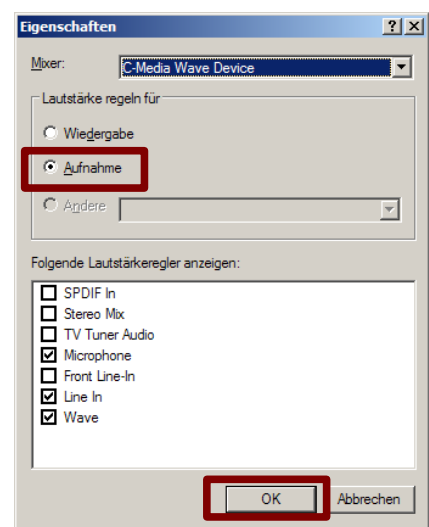 Eigenschaften
Mixer: C-Media Wave Device
Lautstärke regeln für
Wiedergabe
Aufnahme
Andere
Folgende Lautstärkeregler anzeigen:
SPDIF In
Stereo Mix
TV Tuner Audio
Microphone
Front Line-In
Line In
Wave
OK Abbrechen